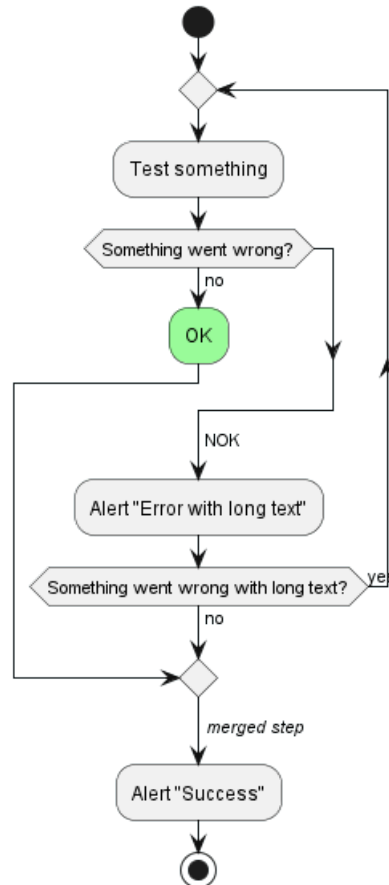 Test something
Something went wrong?
no
OK
NOK
Alert "Error with long text"
Something went wrong with long text?
yes
no
merged step
Alert "Success"